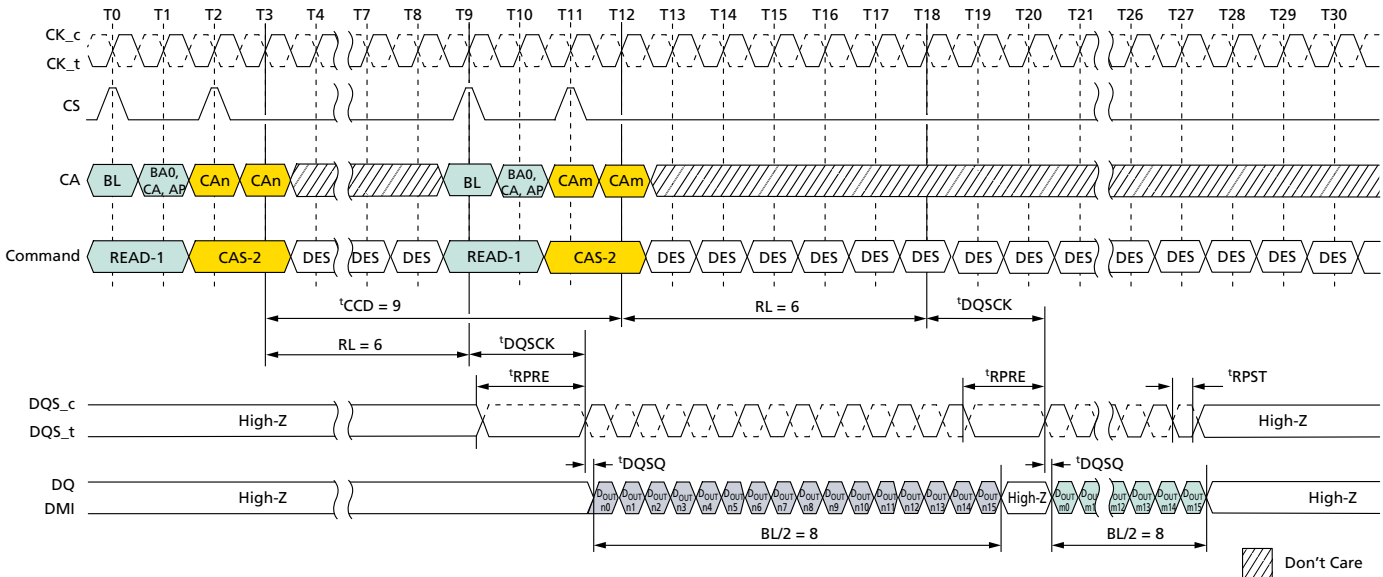 T0 T1 T2 T3 T4 T7 T8 T9 T10 T11 T12 T13 T14 T15 T16 T17 T18 T19 T20 T21 T26 T27 T28 T29 T30
CK_c
CK_t
CS
CA BL BA0, CA, AP CAn CAn BL BA0, CA, AP CAm CAm
Command READ-1 CAS-2 DES DES DES READ-1 CAS-2 DES DES DES DES DES DES DES DES DES DES DES DES DES DES
tCCD = 9 RL = 6 tDQSCK
RL = 6 tDQSCK
tRPRE tRPRE tRPST
DQS_c
DQS_t
High-Z High-Z
tDQSQ tDQSQ
DQ
DMI
High-Z DOUT n0 DOUT n1 DOUT n2 DOUT n3 DOUT n4 DOUT n5 DOUT n6 DOUT n7 DOUT n8 DOUT n9 DOUT n10 DOUT n11 DOUT n12 DOUT n13 DOUT n14 DOUT n15 High-Z DOUT m0 DOUT m1 DOUT m12 DOUT m13 DOUT m14 DOUT m15 High-Z
BL/2 = 8 BL/2 = 8
Don't Care